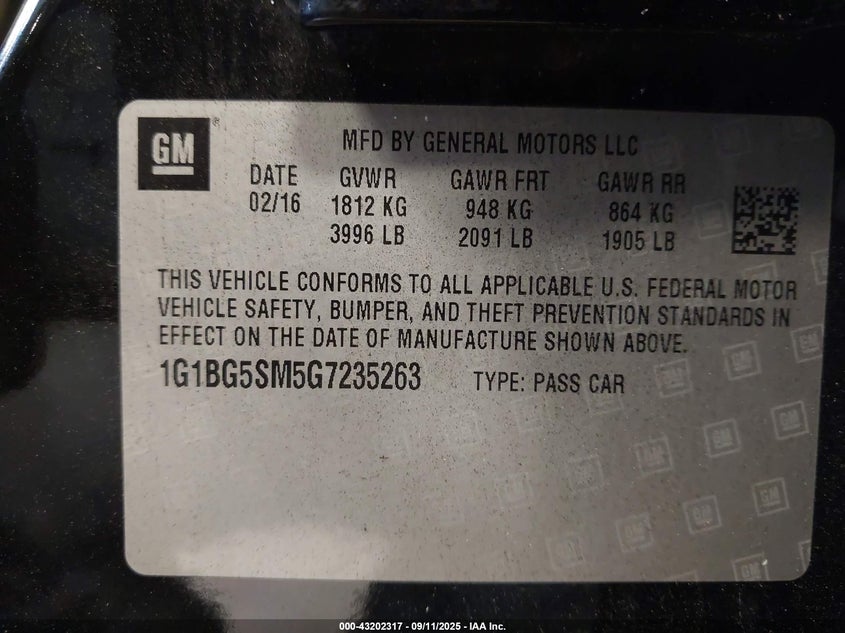 GM
MFD BY GENERAL MOTORS LLC
DATE GVWR GAWR FRT GAWR RR
02/16 1812 KG 948 KG 864 KG
3996 LB 2091 LB 1905 LB
THIS VEHICLE CONFORMS TO ALL APPLICABLE U.S. FEDERAL MOTOR
VEHICLE SAFETY, BUMPER, AND THEFT PREVENTION STANDARDS IN
EFFECT ON THE DATE OF MANUFACTURE SHOWN ABOVE.
1G1BG5SM5G7235263 TYPE: PASS CAR
000-43202317 - 09/11/2025 - IAA Inc.